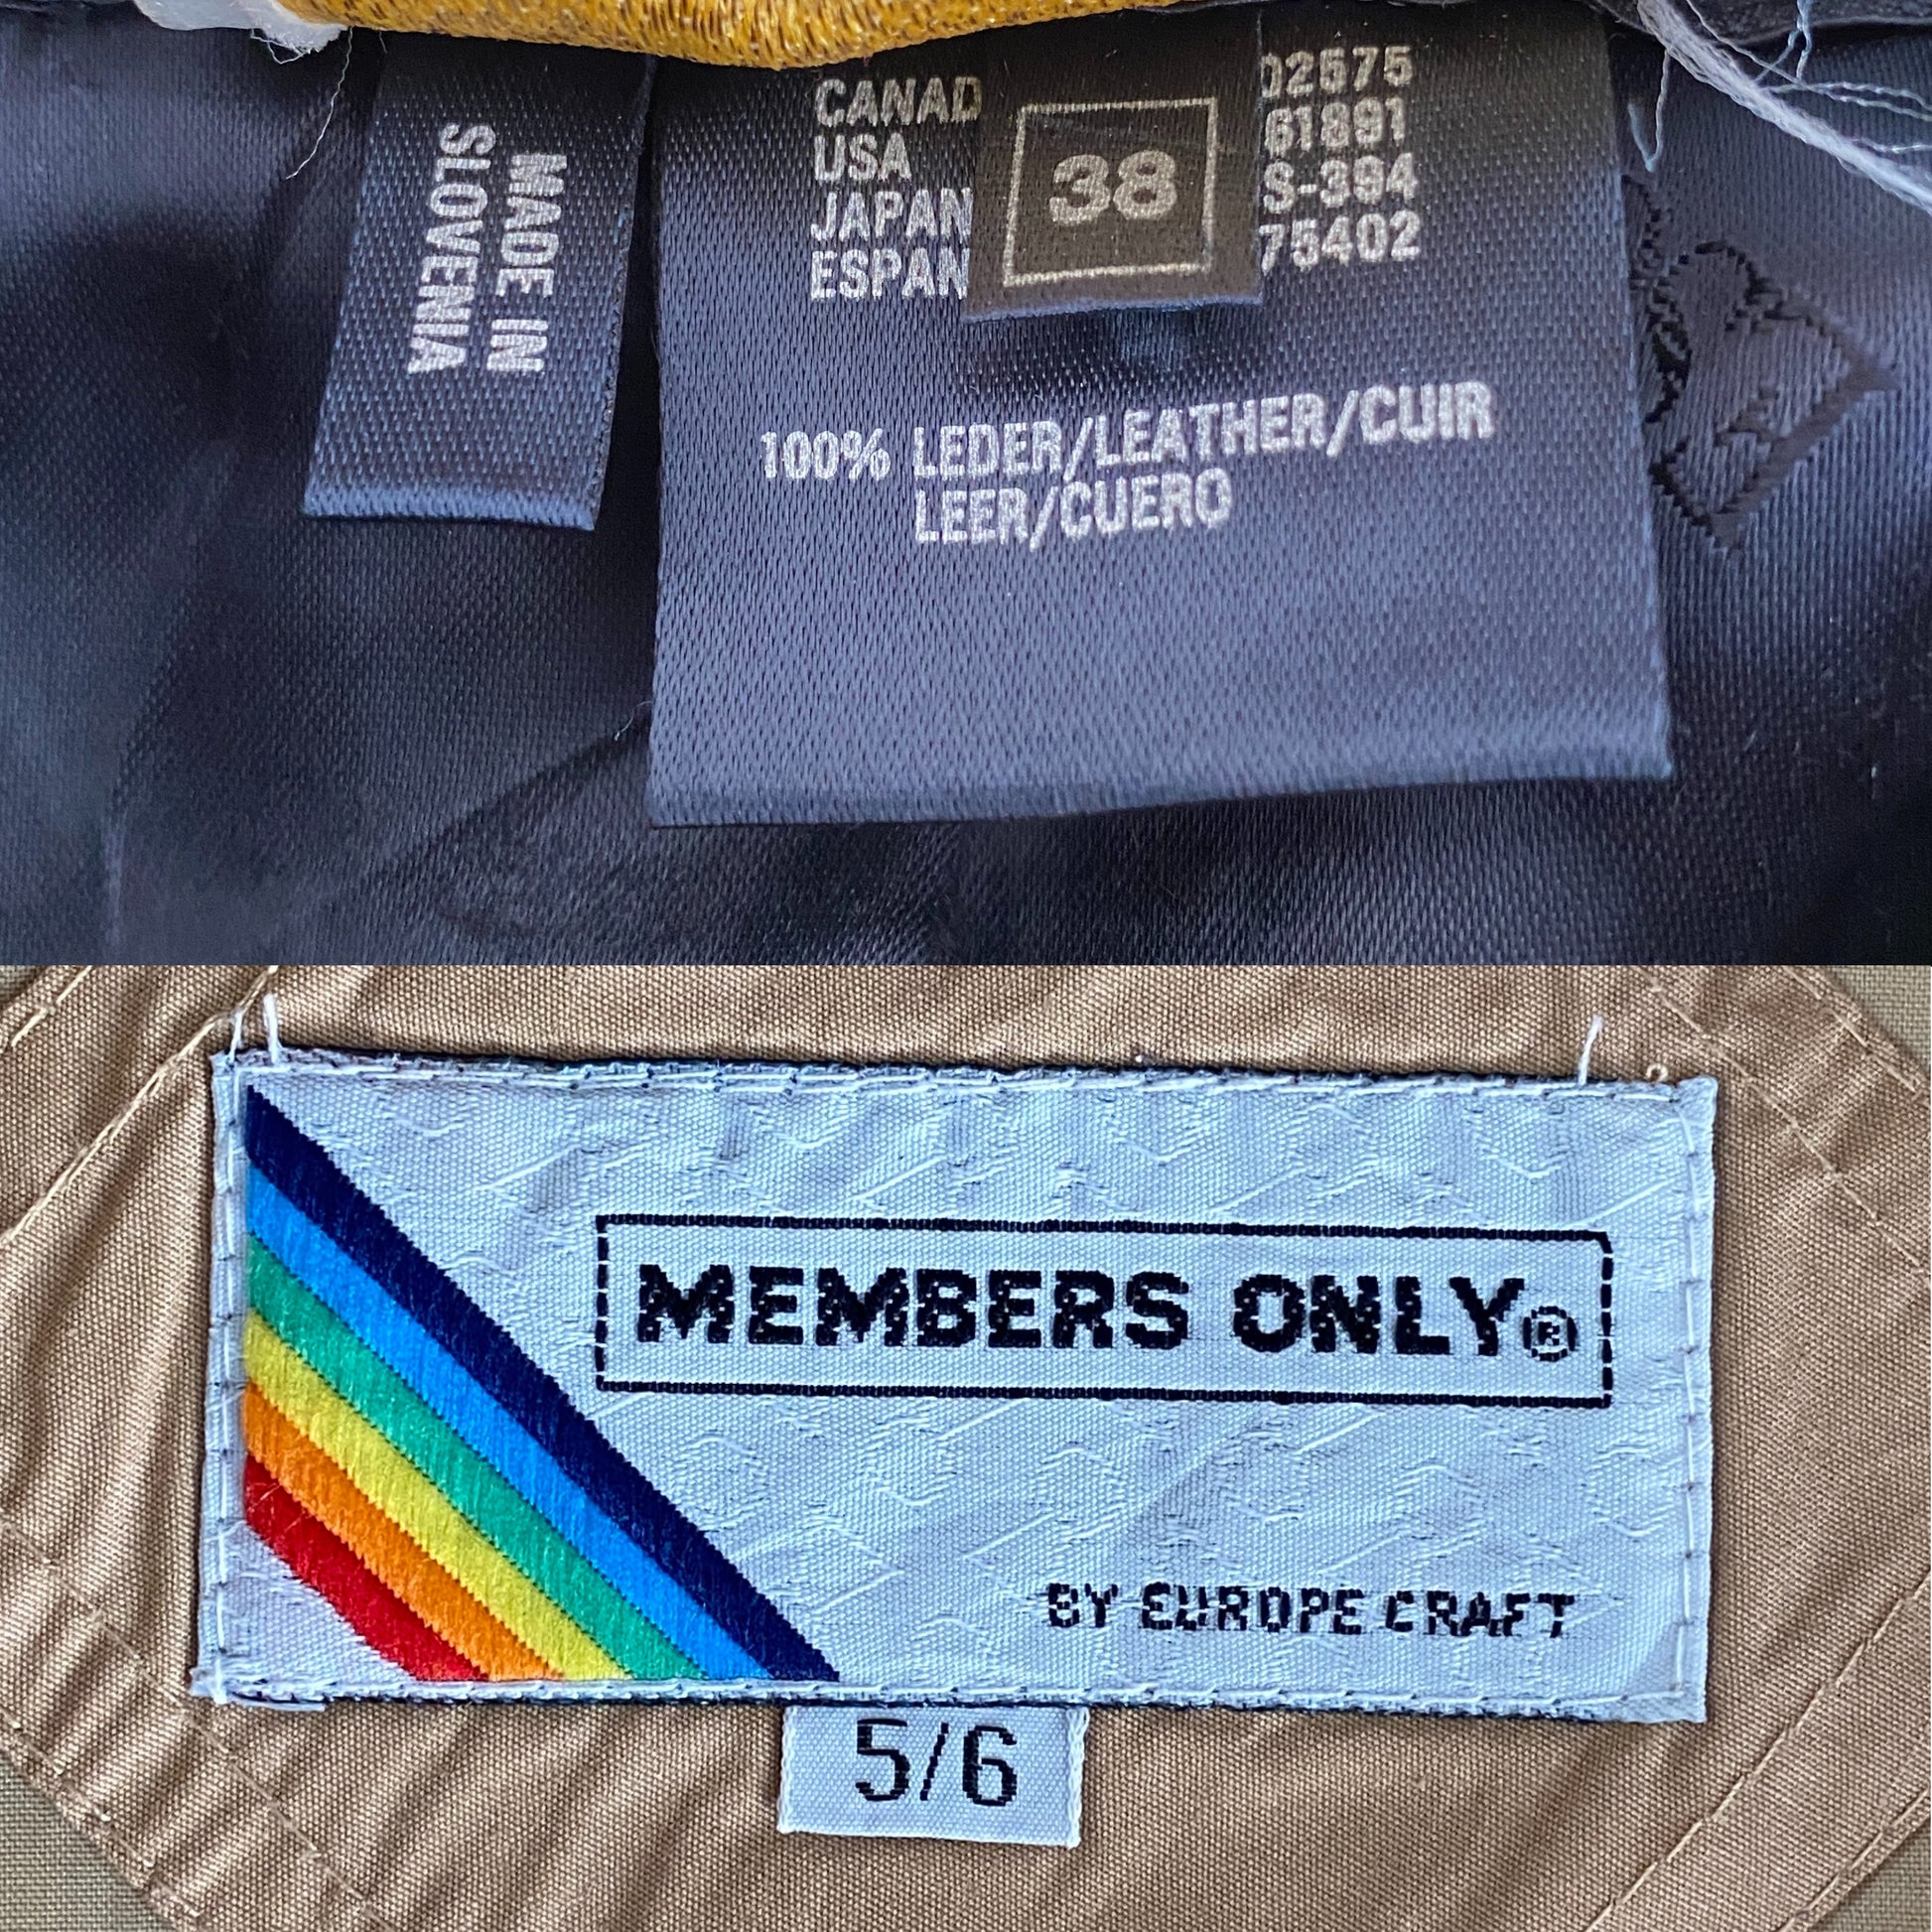 MADE IN
SLOVENIA
CANAD 02675
USA 61891
JAPAN S-394
ESPAN 75402
38
100% LEDER/LEATHER/CUIR
LEER/CUERO
MEMBERS ONLY®
BY EUROPE CRAFT
5/6